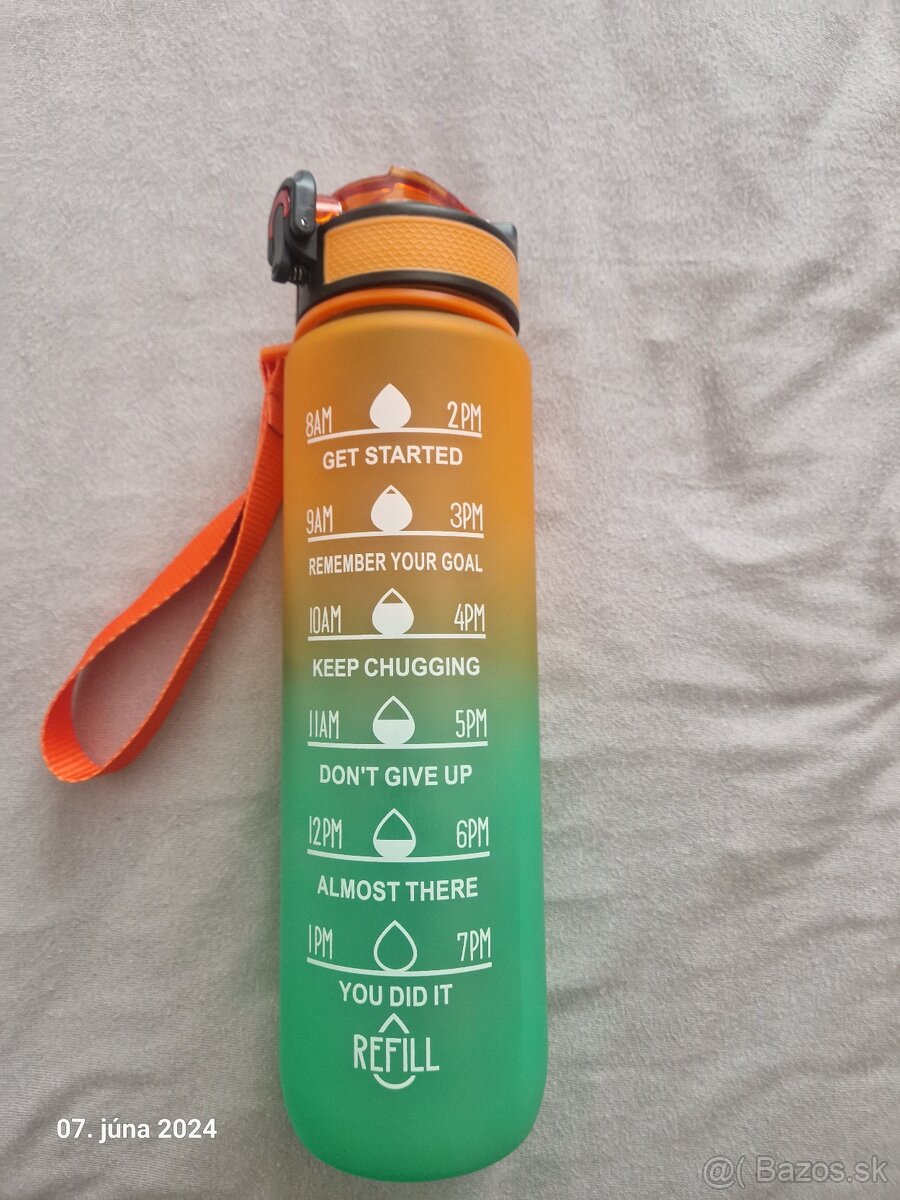 8AM 2PM
GET STARTED
9AM 3PM
REMEMBER YOUR GOAL
10AM 4PM
KEEP CHUGGING
11AM 5PM
DON'T GIVE UP
12PM 6PM
ALMOST THERE
1PM 7PM
YOU DID IT
REFILL
07. júna 2024
@( Bazos.sk